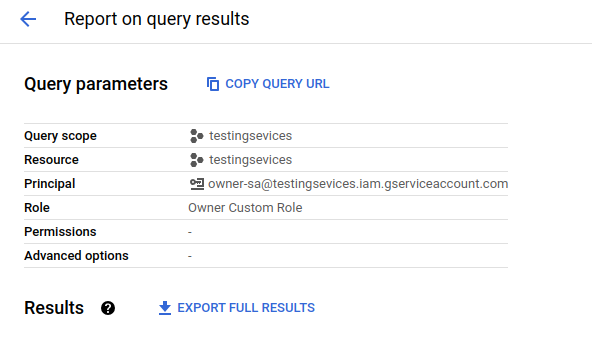 Report on query results
Query parameters COPY QUERY URL
Query scope testingsevices
Resource testingsevices
Principal owner-sa@testingsevices.iam.gserviceaccount.com
Role Owner Custom Role
Permissions -
Advanced options -
Results ? EXPORT FULL RESULTS